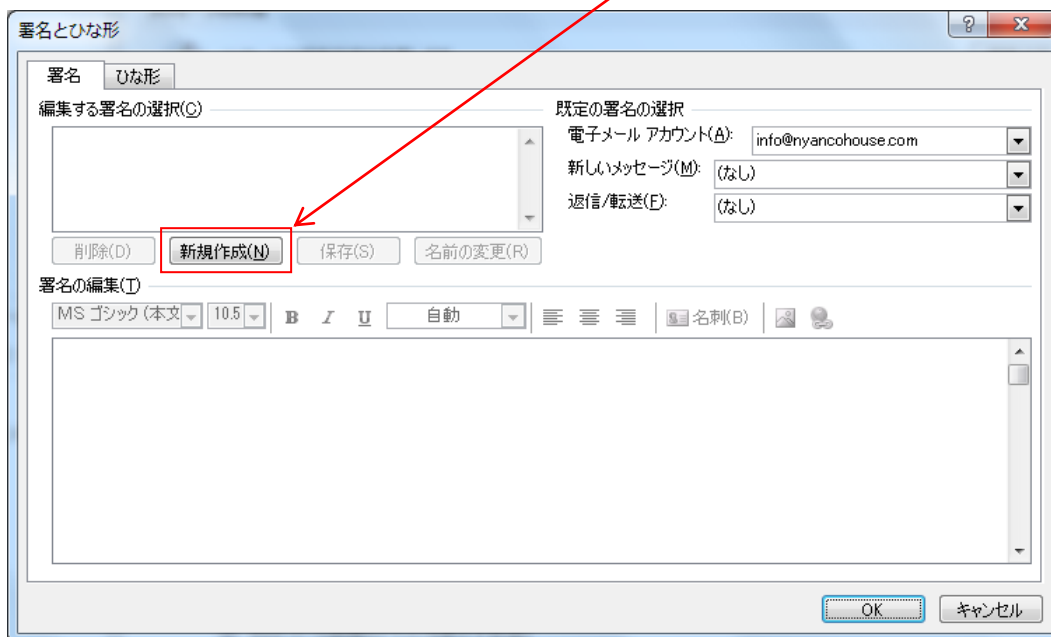 署名とひな形
署名 ひな形
編集する署名の選択(C)
既定の署名の選択
電子メール アカウント(A): info@nyancohouse.com
新しいメッセージ(M): (なし)
返信/転送(F): (なし)
削除(D) 新規作成(N) 保存(S) 名前の変更(R)
署名の編集(T)
MS ゴシック (本文 10.5 B I U 自動 名刺(B)
OK キャンセル